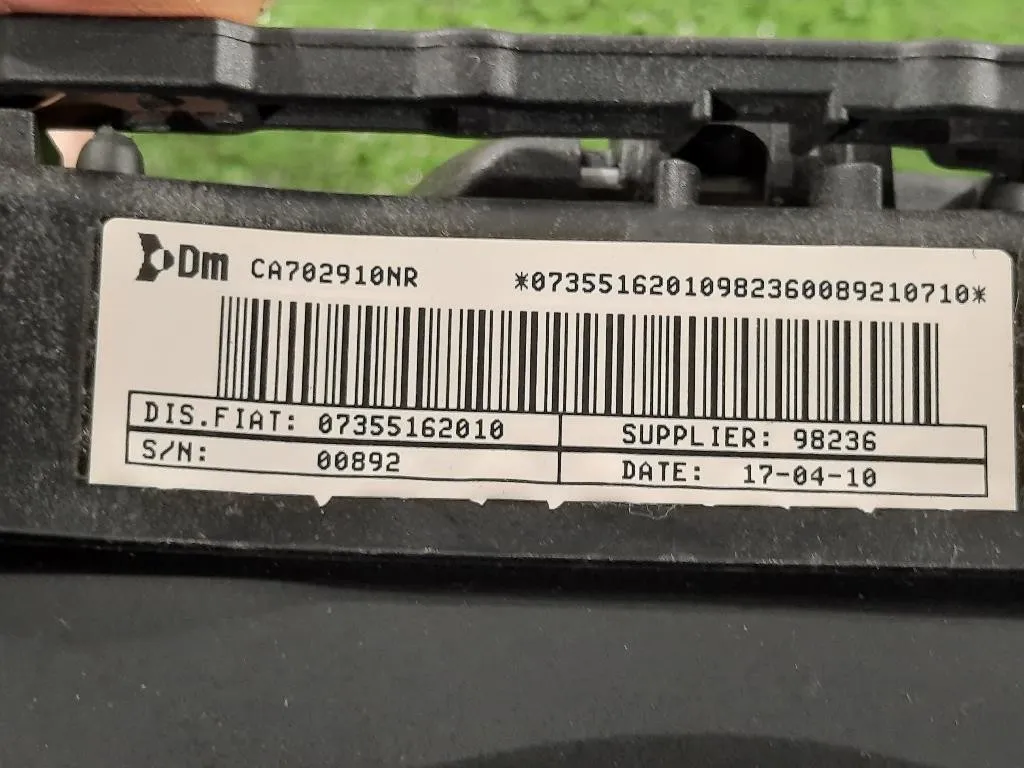 Dm CA702910NR *07355162010982360089210710*
DIS.FIAT: 07355162010 SUPPLIER: 98236
S/N: 00892 DATE: 17-04-10